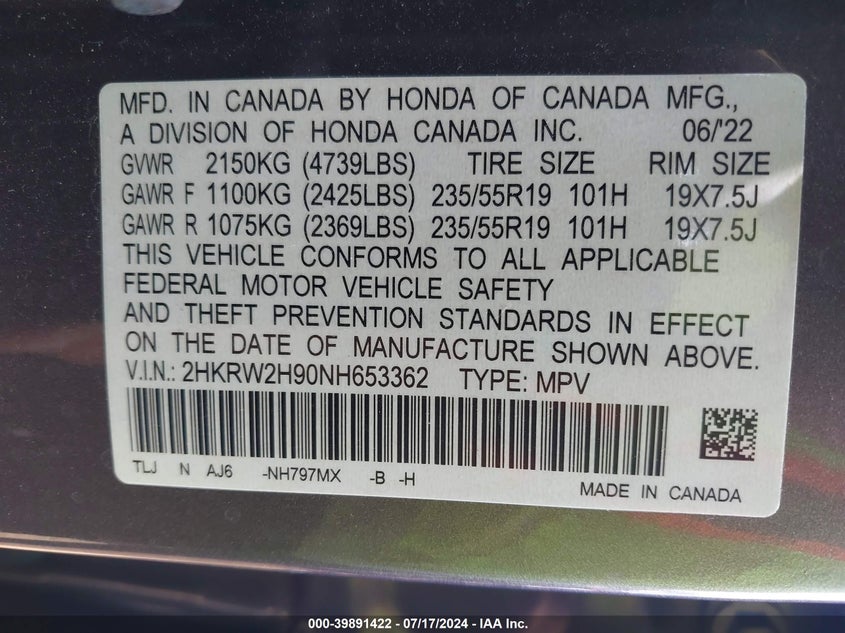 MFD. IN CANADA BY HONDA OF CANADA MFG.,
A DIVISION OF HONDA CANADA INC. 06/'22
GVWR 2150KG (4739LBS) TIRE SIZE RIM SIZE
GAWR F 1100KG (2425LBS) 235/55R19 101H 19X7.5J
GAWR R 1075KG (2369LBS) 235/55R19 101H 19X7.5J
THIS VEHICLE CONFORMS TO ALL APPLICABLE
FEDERAL MOTOR VEHICLE SAFETY
AND THEFT PREVENTION STANDARDS IN EFFECT
ON THE DATE OF MANUFACTURE SHOWN ABOVE.
V.I.N.: 2HKRW2H90NH653362 TYPE: MPV
TLJ N AJ6 -NH797MX -B -H
MADE IN CANADA
000-39891422 - 07/17/2024 - IAA Inc.